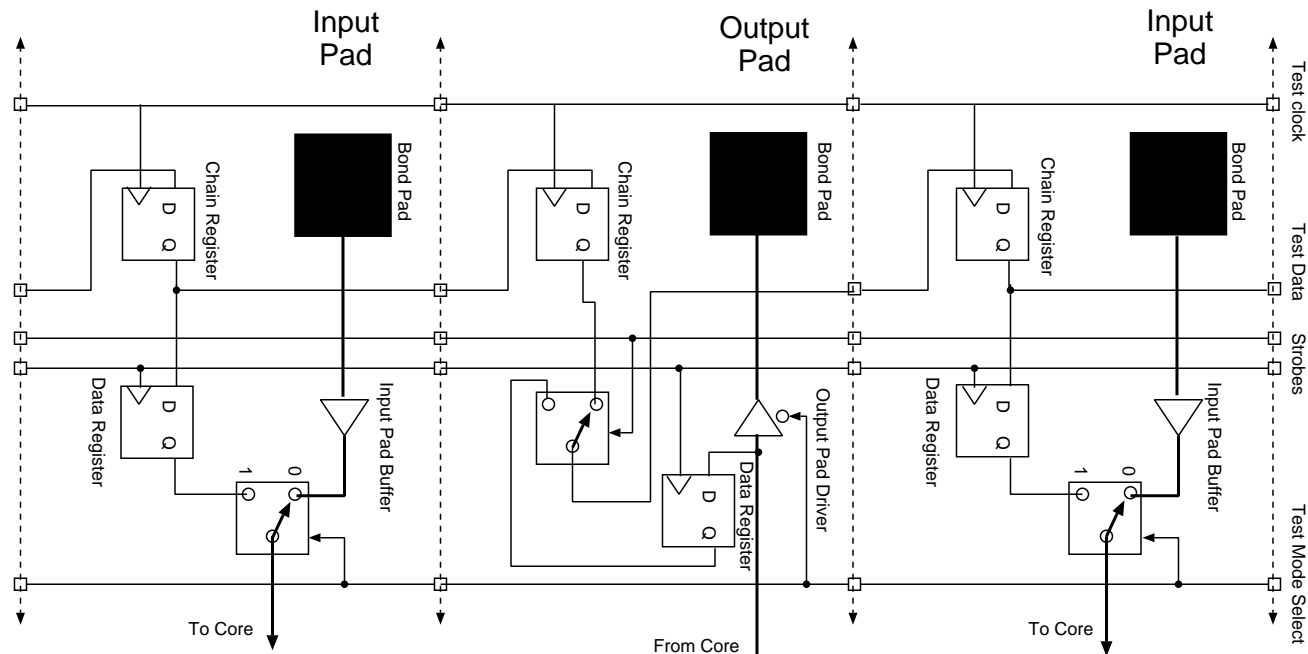 Input
Pad
Output
Pad
Input
Pad
Test clock
Test Data
Strobes
Test Mode Select
Bond Pad
Chain Register
D
Q
Data Register
D
Q
Input Pad Buffer
1
0
To Core
Bond Pad
Chain Register
D
Q
Output Pad Driver
Data Register
D
Q
From Core
Bond Pad
Chain Register
D
Q
Data Register
D
Q
Input Pad Buffer
1
0
To Core